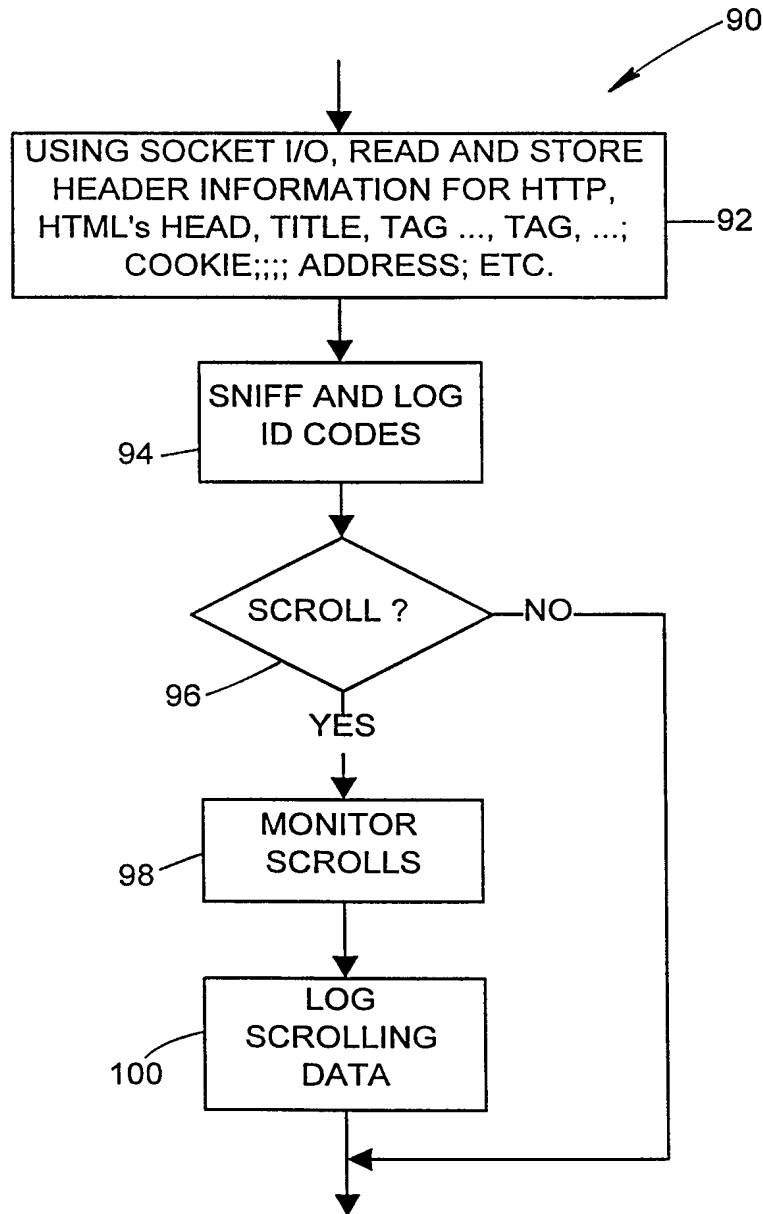 90
USING SOCKET I/O, READ AND STORE
HEADER INFORMATION FOR HTTP,
HTML's HEAD, TITLE, TAG ..., TAG, ...;
COOKIE;;;; ADDRESS; ETC.
92
SNIFF AND LOG
ID CODES
94
SCROLL ?
NO
96
YES
MONITOR
SCROLLS
98
LOG
SCROLLING
DATA
100